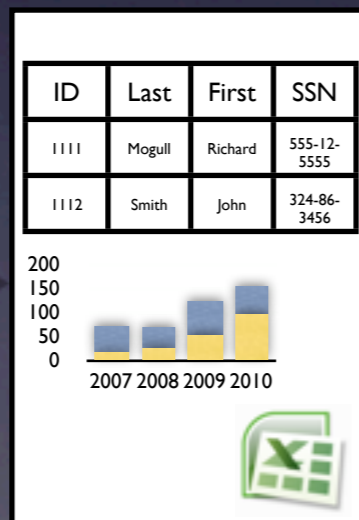 ID Last First SSN
1111 Mogull Richard 555-12-
5555
1112 Smith John 324-86-
3456
200
150
100
50
0
2007 2008 2009 2010
X